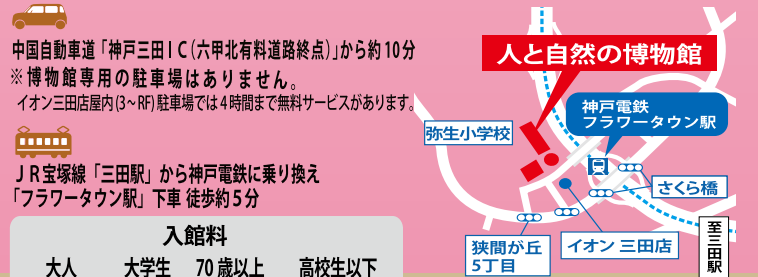 中国自動車道「神戸三田ＩＣ（六甲北有料道路終点）」から約10分
※博物館専用の駐車場はありません。
イオン三田店屋内（3～RF）駐車場では４時間まで無料サービスがあります。
ＪＲ宝塚線「三田駅」から神戸電鉄に乗り換え
「フラワータウン駅」下車 徒歩約５分
入館料
大人 大学生 70歳以上 高校生以下
人と自然の博物館
神戸電鉄
フラワータウン駅
弥生小学校
さくら橋
狭間が丘
5丁目
イオン 三田店
至三田駅